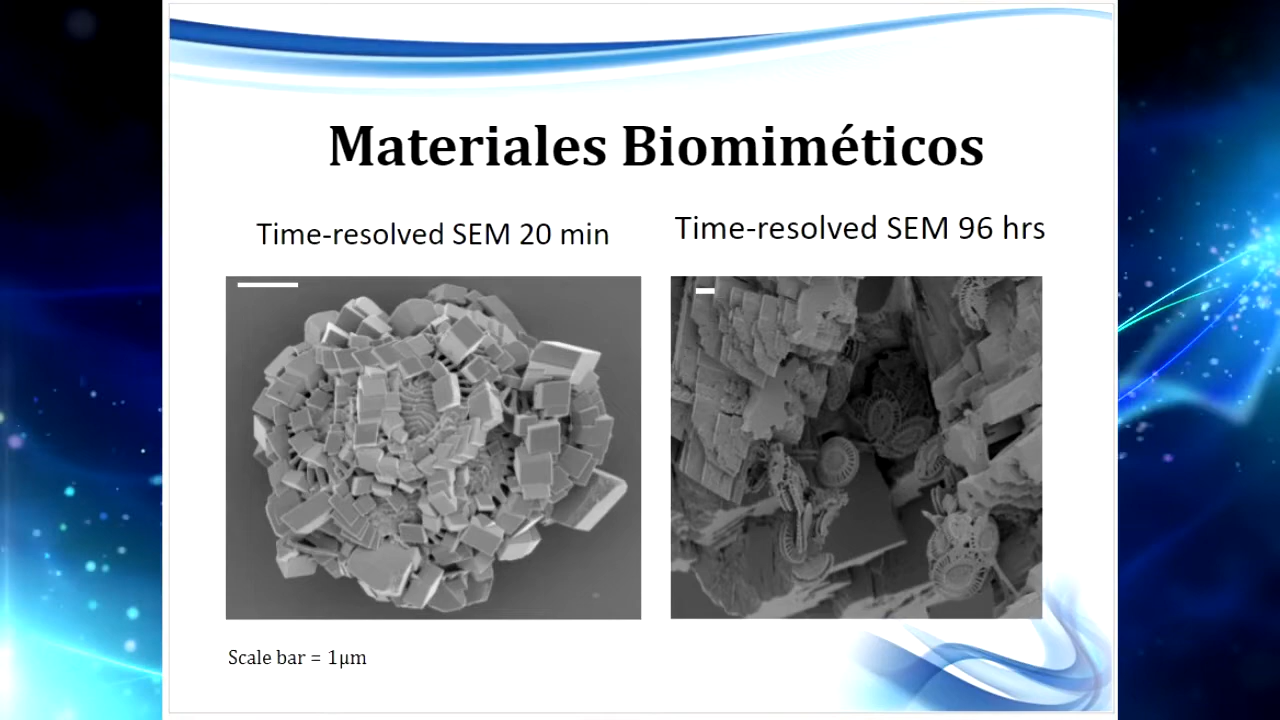 Materiales Biomiméticos
Time-resolved SEM 20 min
Time-resolved SEM 96 hrs
Scale bar = 1µm